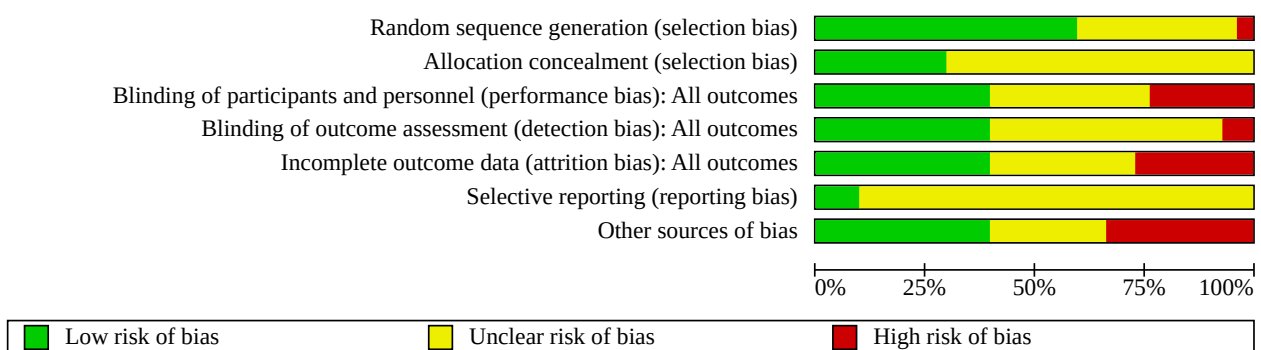 Random sequence generation (selection bias)
Allocation concealment (selection bias)
Blinding of participants and personnel (performance bias): All outcomes
Blinding of outcome assessment (detection bias): All outcomes
Incomplete outcome data (attrition bias): All outcomes
Selective reporting (reporting bias)
Other sources of bias
0% 25% 50% 75% 100%
Low risk of bias Unclear risk of bias High risk of bias